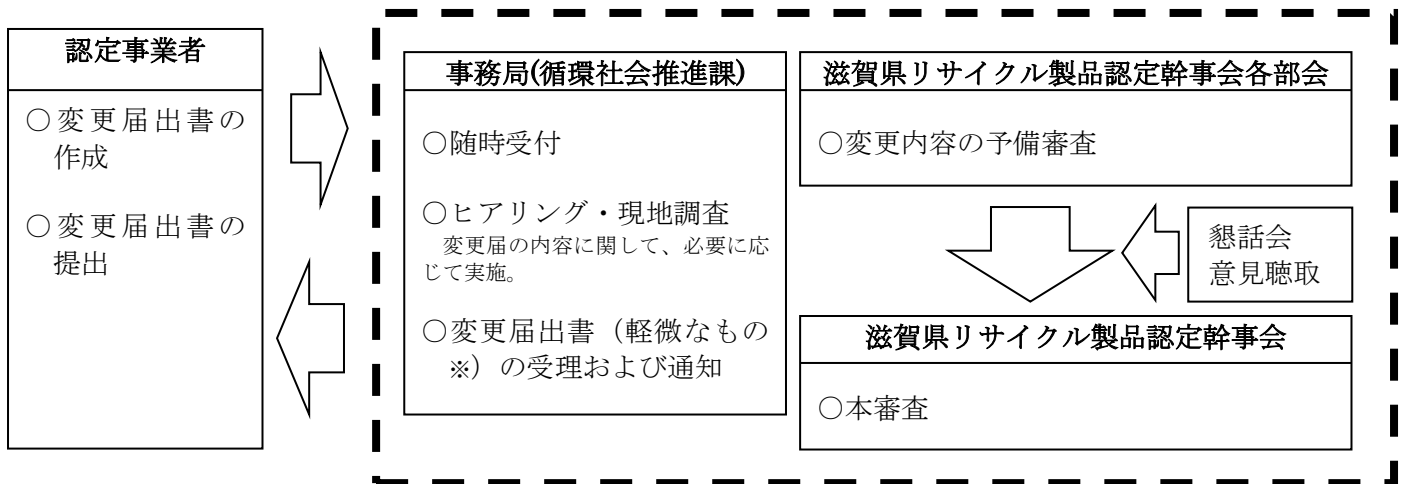 認定事業者
○変更届出書の
作成
○変更届出書の
提出
事務局(循環社会推進課)
○随時受付
○ヒアリング・現地調査
変更届の内容に関して、必要に応
じて実施。
○変更届出書（軽微なもの
※）の受理および通知
滋賀県リサイクル製品認定幹事会各部会
○変更内容の予備審査
懇話会
意見聴取
滋賀県リサイクル製品認定幹事会
○本審査